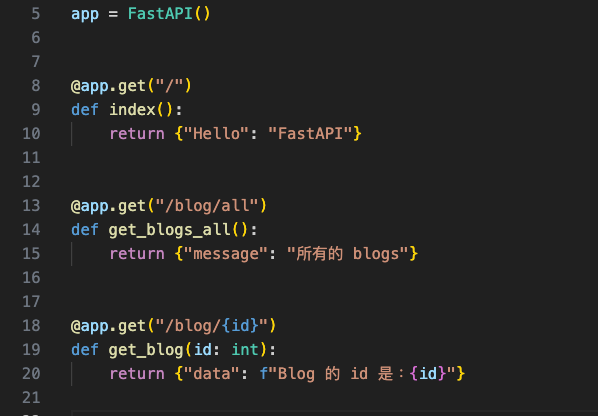 5 app = FastAPI()
6
7
8 @app.get("/")
9 def index():
10     return {"Hello": "FastAPI"}
11
12
13 @app.get("/blog/all")
14 def get_blogs_all():
15     return {"message": "所有的 blogs"}
16
17
18 @app.get("/blog/{id}")
19 def get_blog(id: int):
20     return {"data": f"Blog 的 id 是：{id}"}
21